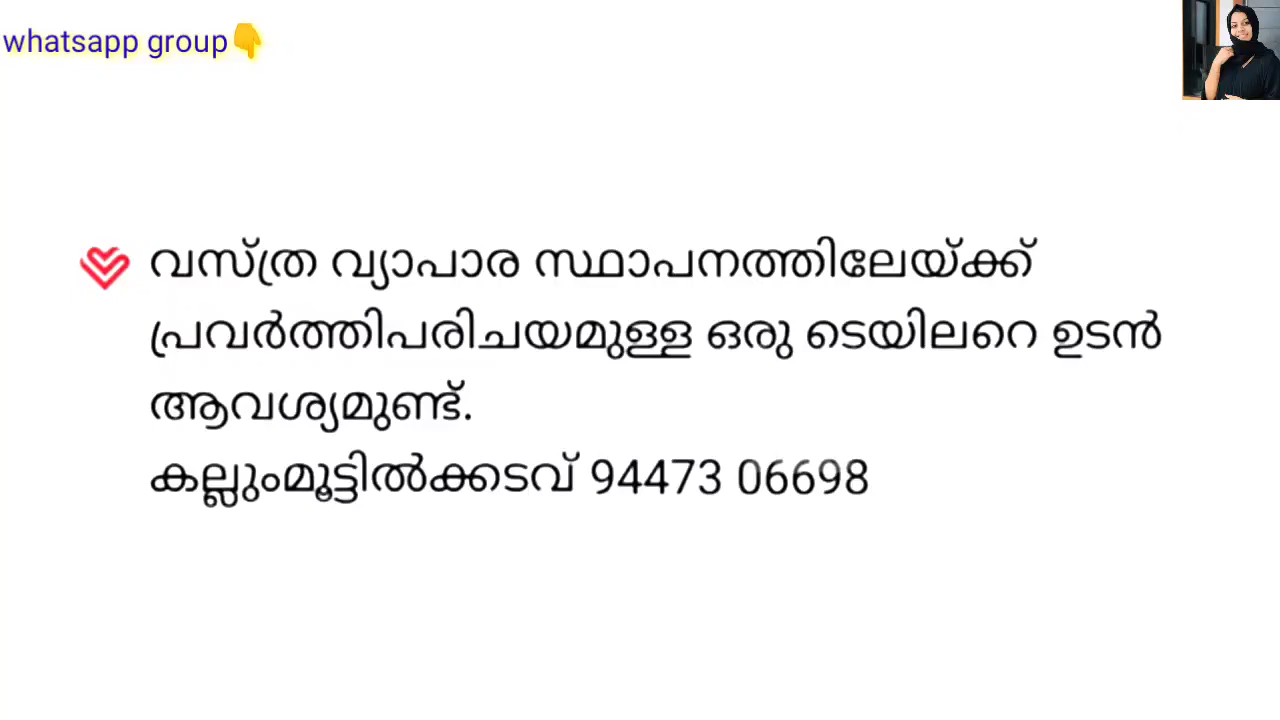 whatsapp group👇
വസ്ത്ര വ്യാപാര സ്ഥാപനത്തിലേയ്ക്ക്
പ്രവർത്തിപരിചയമുള്ള ഒരു ടെയിലറെ ഉടൻ
ആവശ്യമുണ്ട്.
കല്ലുംമൂട്ടിൽക്കടവ് 94473 06698